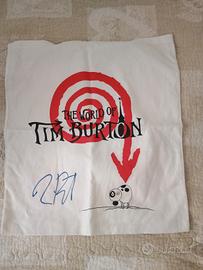 THE WORLD OF
TIM BURTON